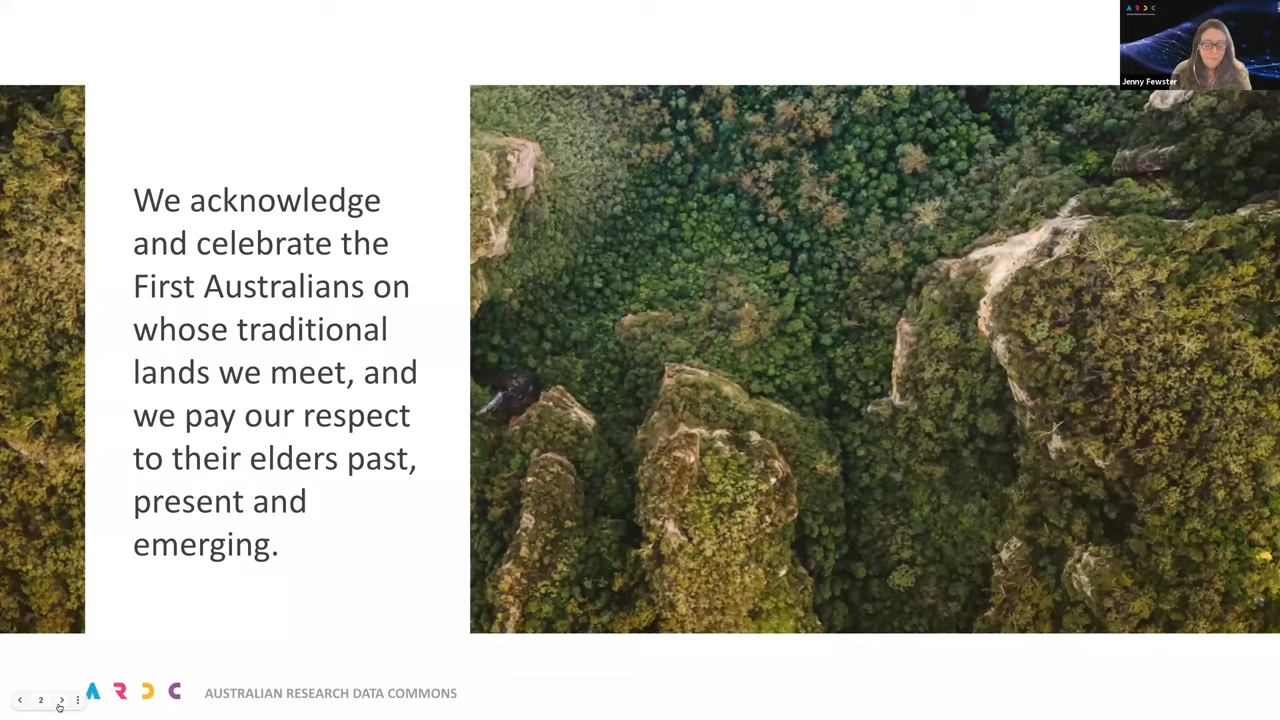 A R D C
Jenny Fewster
We acknowledge
and celebrate the
First Australians on
whose traditional
lands we meet, and
we pay our respect
to their elders past,
present and
emerging.
2
A R D C AUSTRALIAN RESEARCH DATA COMMONS